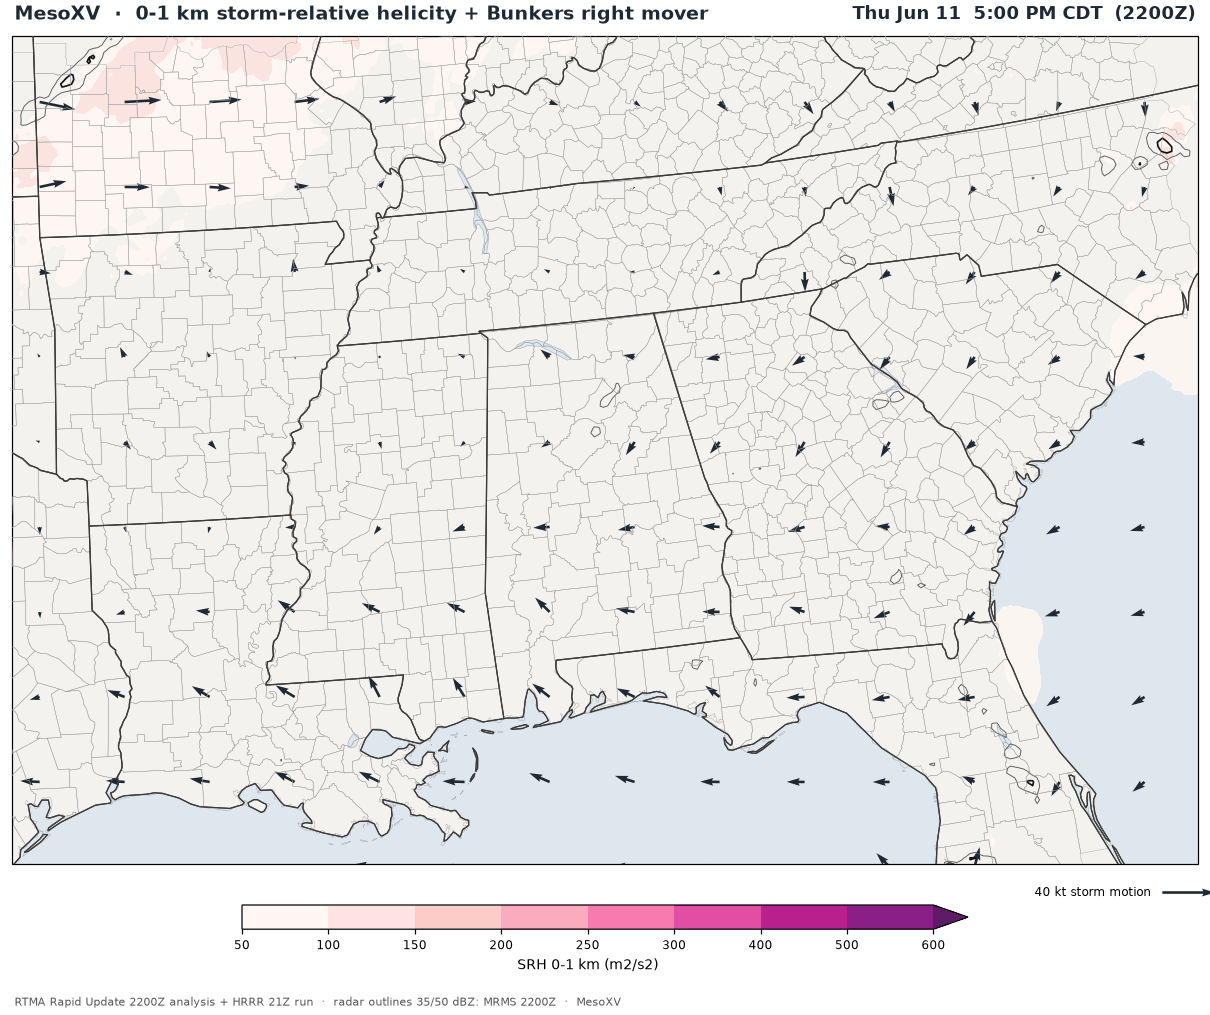 MesoXV · 0-1 km storm-relative helicity + Bunkers right mover
Thu Jun 11 5:00 PM CDT (2200Z)
40 kt storm motion
50 100 150 200 250 300 400 500 600
SRH 0-1 km (m2/s2)
RTMA Rapid Update 2200Z analysis + HRRR 21Z run · radar outlines 35/50 dBZ: MRMS 2200Z · MesoXV